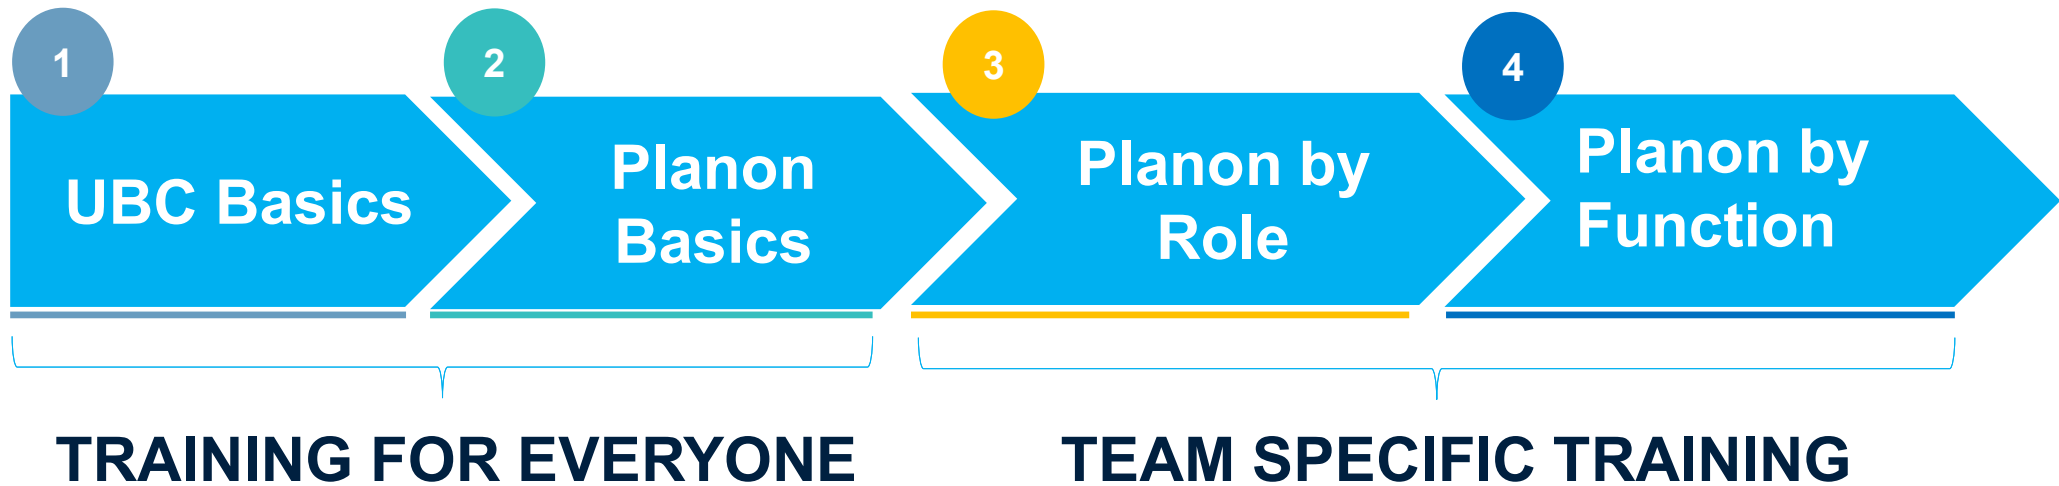 1
UBC Basics
2
Planon
Basics
3
Planon by
Role
4
Planon by
Function
TRAINING FOR EVERYONE
TEAM SPECIFIC TRAINING